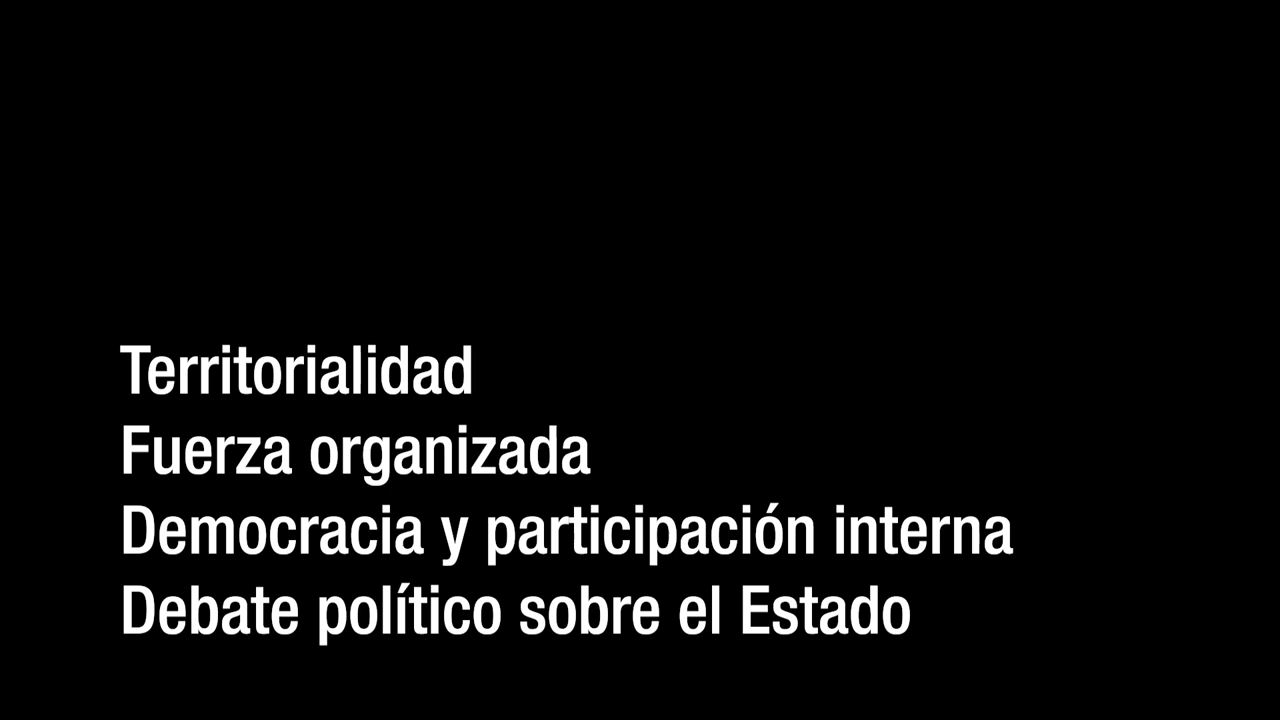 Territorialidad
Fuerza organizada
Democracia y participación interna
Debate político sobre el Estado